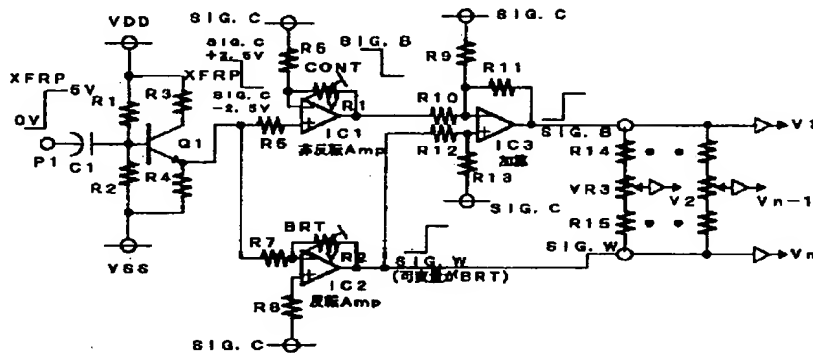 SIG. C
SIG. C
VDD
SIG. C
+2. 5V
R5
SIG. B
R9
R11
XFRP
5V
0V
XFRP
CONT
R1
R3
SIG. C
-2. 5V
VR1
R10
P1
C1
Q1
R6
IC1
非反転Amp
R12
IC3
加算
SIG. B
V1
R2
R4
R13
R14
VR3
V2
Vn-1
SIG. C
R15
BRT
R7
VR2
SIG. W
(可変量がBRT)
SIG. W
Vn
VSS
R8
IC2
反転Amp
SIG. C